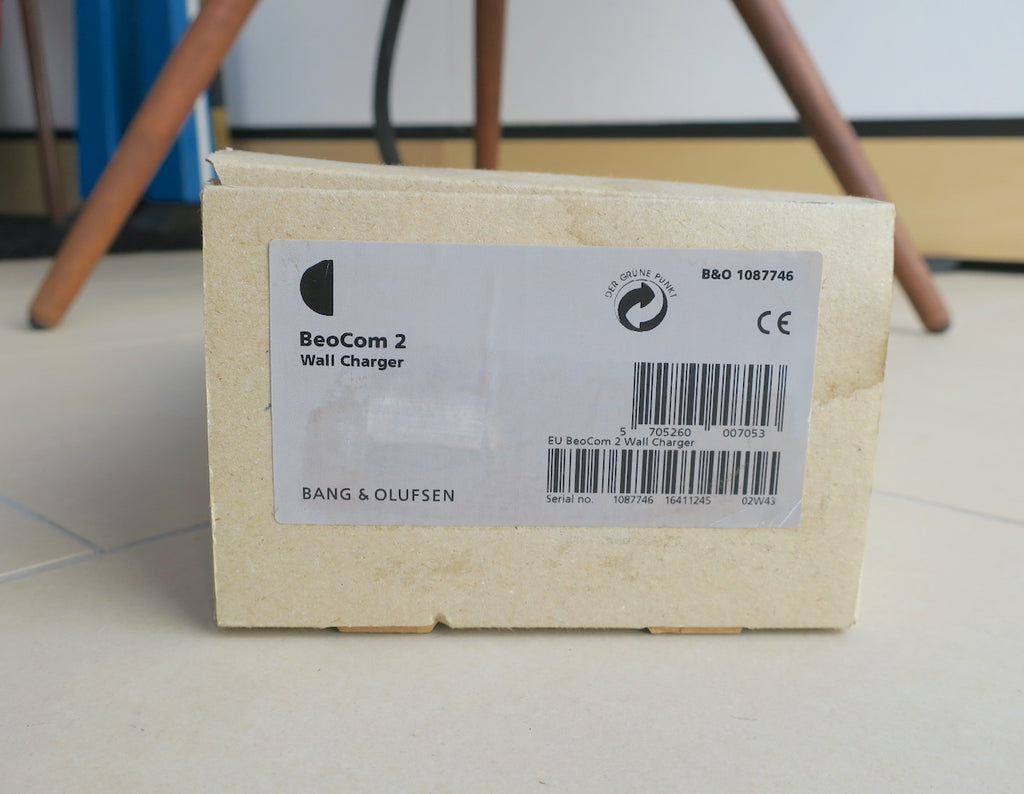 DER GRÜNE PUNKT
B&O 1087746
CE
BeoCom 2
Wall Charger
5 705260 007053
EU BeoCom 2 Wall Charger
Serial no. 1087746 16411245 02W43
BANG & OLUFSEN